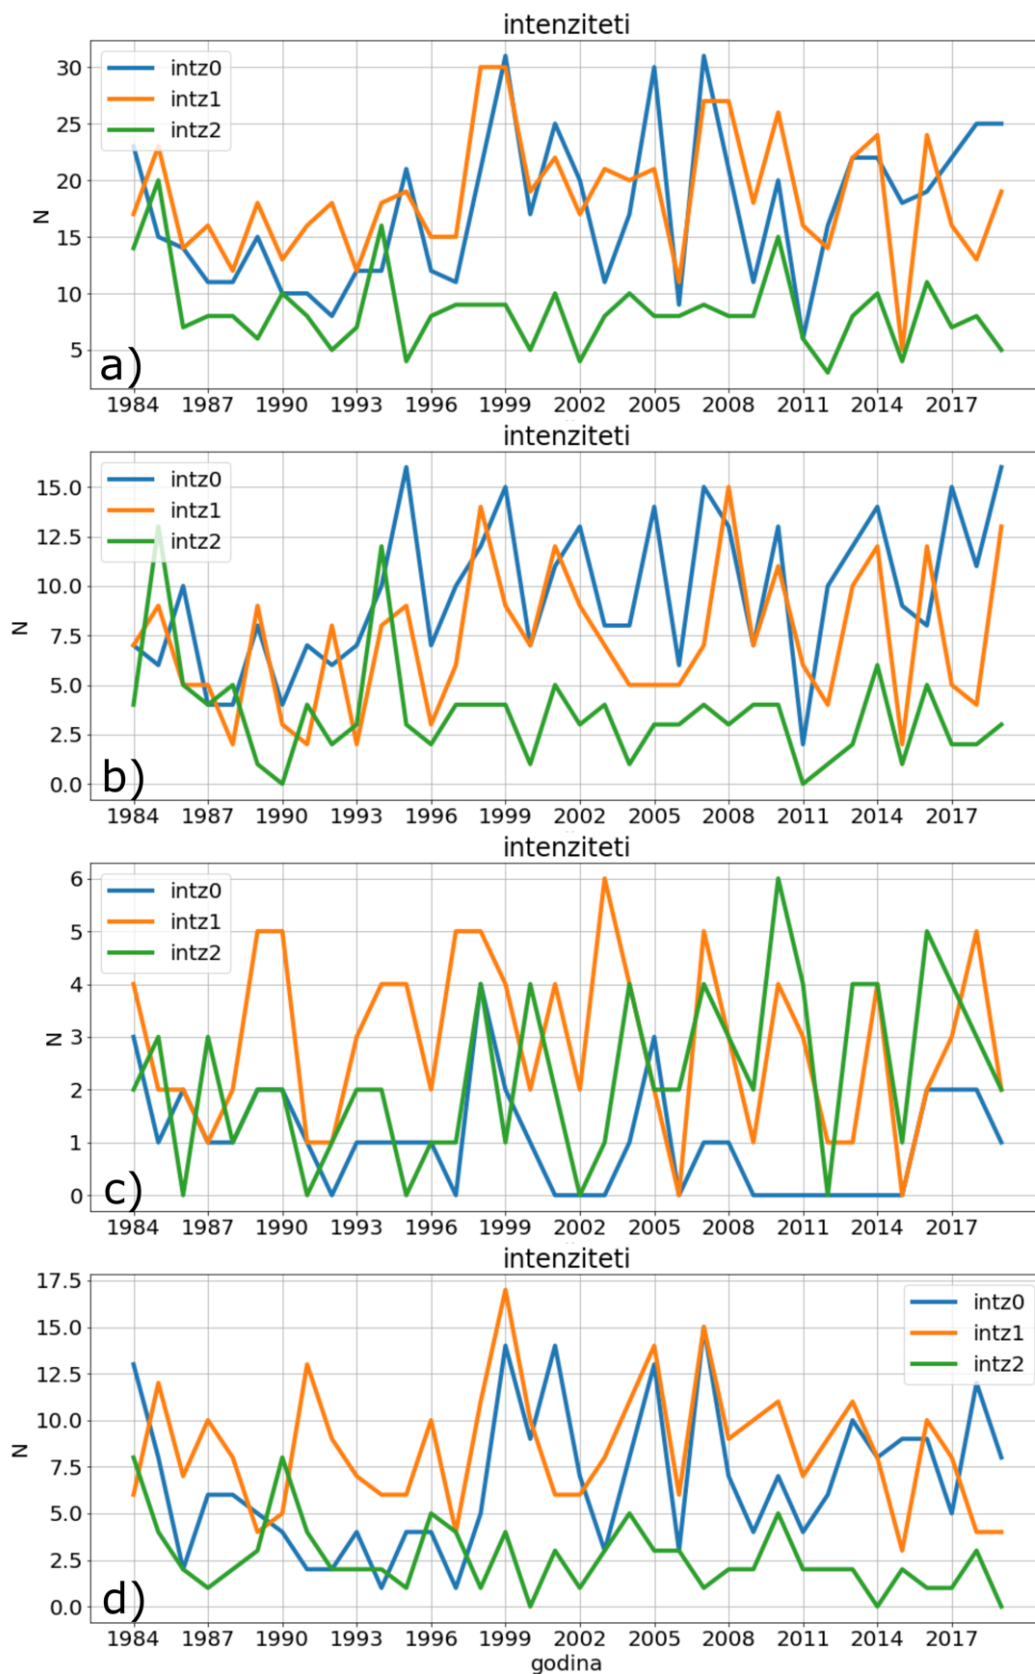 intenziteti
30
25
20
15
10
5
N
intz0
intz1
intz2
a)
1984 1987 1990 1993 1996 1999 2002 2005 2008 2011 2014 2017
intenziteti
15.0
12.5
10.0
7.5
5.0
2.5
0.0
N
intz0
intz1
intz2
b)
1984 1987 1990 1993 1996 1999 2002 2005 2008 2011 2014 2017
intenziteti
6
5
4
3
2
1
0
N
intz0
intz1
intz2
c)
1984 1987 1990 1993 1996 1999 2002 2005 2008 2011 2014 2017
intenziteti
17.5
15.0
12.5
10.0
7.5
5.0
2.5
0.0
N
intz0
intz1
intz2
d)
1984 1987 1990 1993 1996 1999 2002 2005 2008 2011 2014 2017
godina